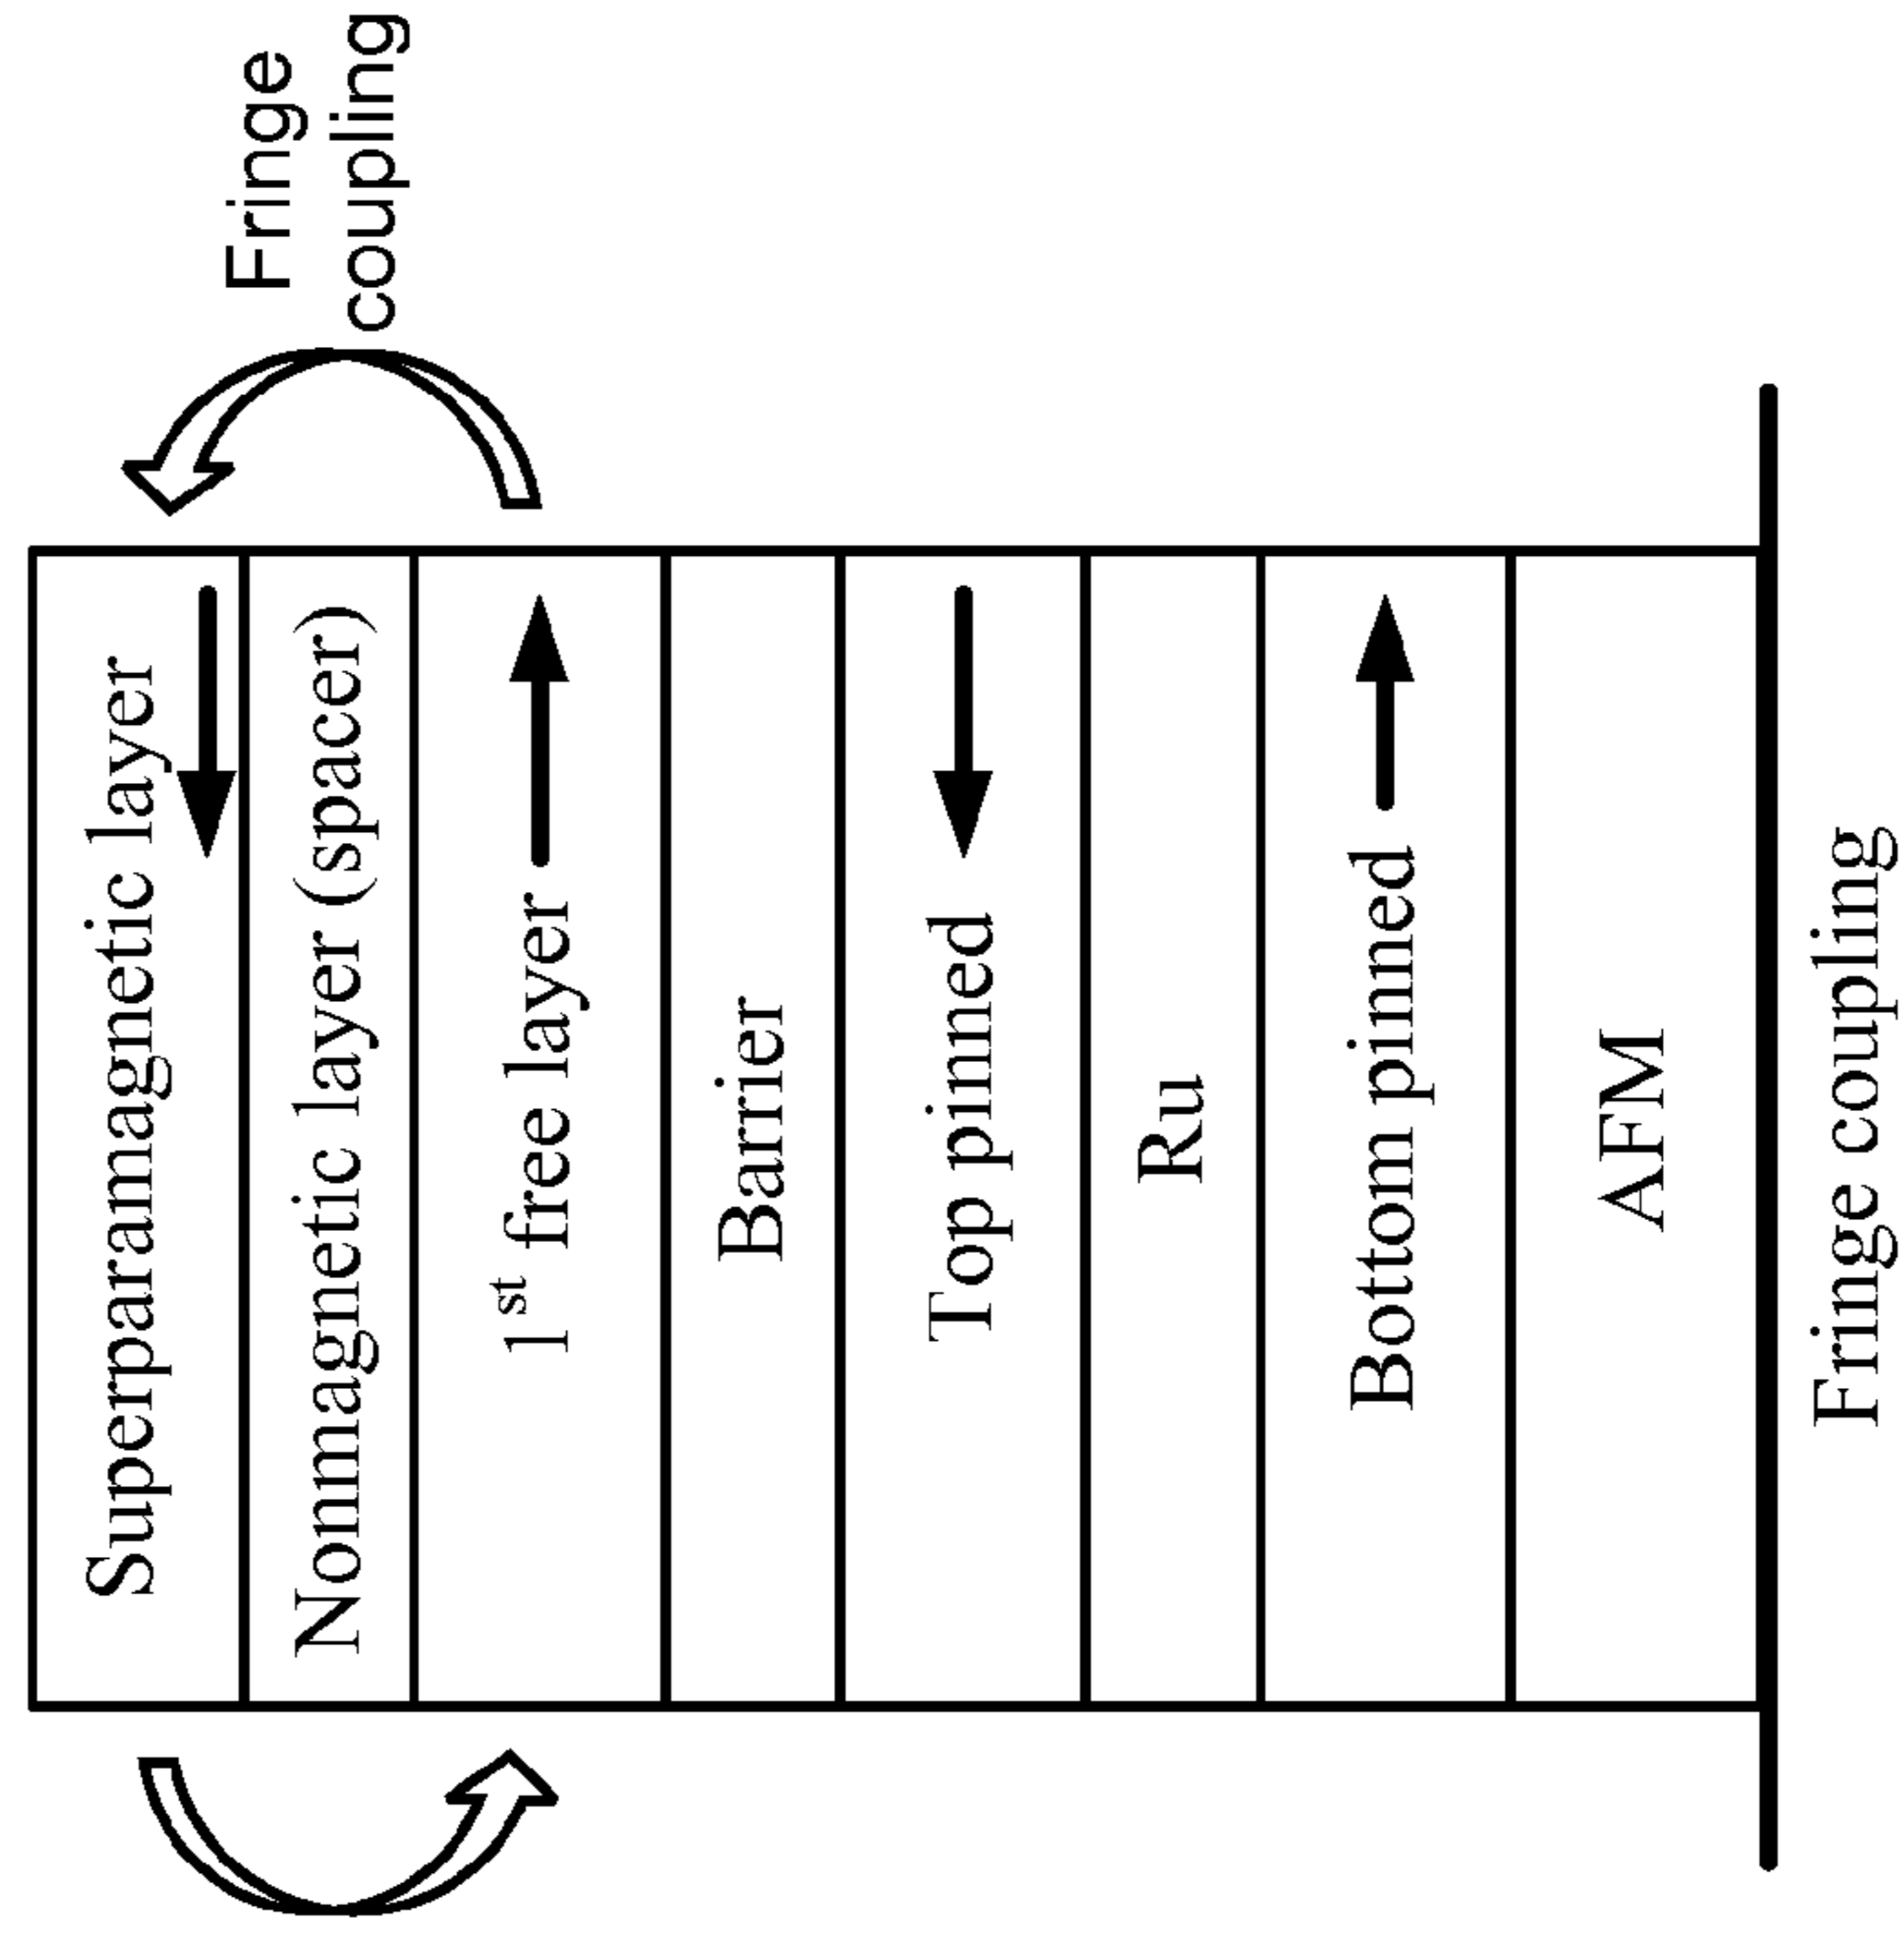 Fringe
coupling
Superparamagnetic layer
Nonmagnetic layer (spacer)
1st free layer
Barrier
Top pinned
Ru
Bottom pinned
AFM
Fringe coupling